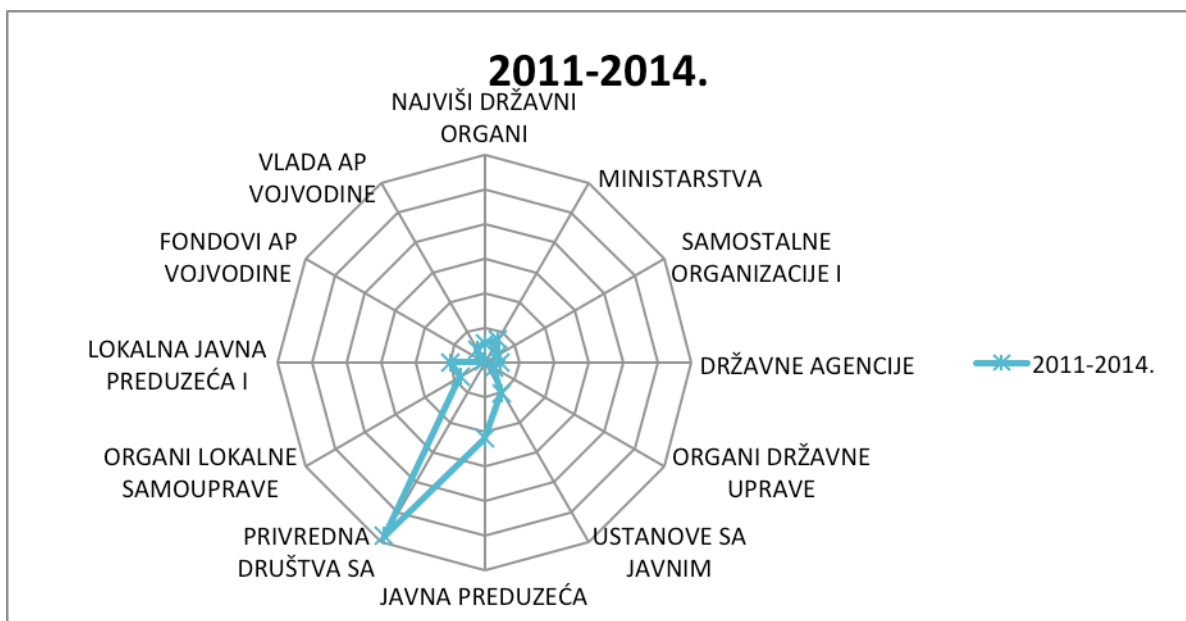 2011-2014.
NAJVIŠI DRŽAVNI
ORGANI
MINISTARSTVA
SAMOSTALNE
ORGANIZACIJE I
DRŽAVNE AGENCIJE
ORGANI DRŽAVNE
UPRAVE
USTANOVE SA
JAVNIM
JAVNA PREDUZEĆA
PRIVREDNA
DRUŠTVA SA
ORGANI LOKALNE
SAMOUPRAVE
LOKALNA JAVNA
PREDUZEĆA I
FONDOVI AP
VOJVODINE
VLADA AP
VOJVODINE
2011-2014.